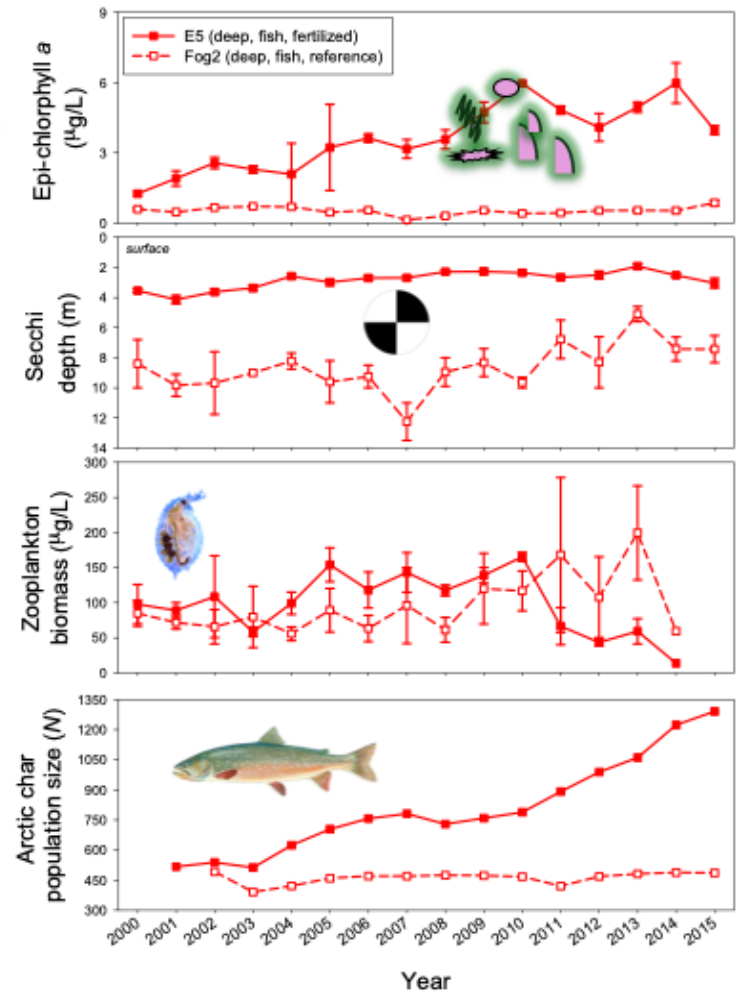 Epi-chlorphyll a
(µg/L)
9
6
3
0
E5 (deep, fish, fertilized)
Fog2 (deep, fish, reference)
Secchi
depth (m)
0
2
4
6
8
10
12
14
surface
Zooplankton
biomass (µg/L)
300
250
200
150
100
50
0
Arctic char
population size (N)
1350
1200
1050
900
750
600
450
300
2000 2001 2002 2003 2004 2005 2006 2007 2008 2009 2010 2011 2012 2013 2014 2015
Year